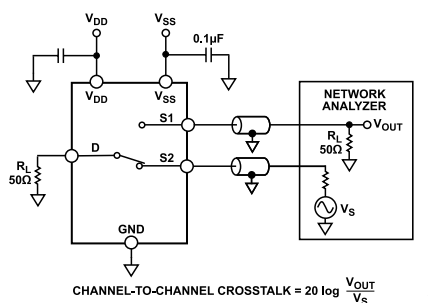 V_DD V_SS
0.1µF
V_DD V_SS
NETWORK
ANALYZER
S1
V_OUT
R_L
50Ω
R_L
50Ω
D
S2
V_S
GND
CHANNEL-TO-CHANNEL CROSSTALK = 20 log V_OUT
V_S